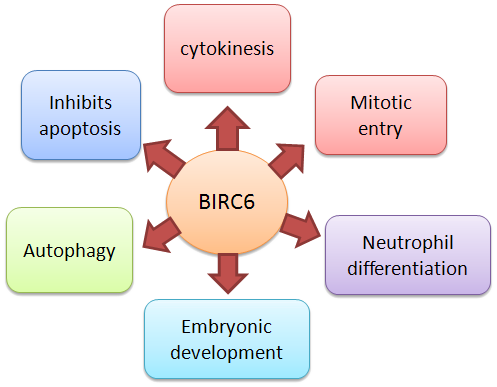 cytokinesis
Inhibits
apoptosis
Mitotic
entry
BIRC6
Autophagy
Neutrophil
differentiation
Embryonic
development